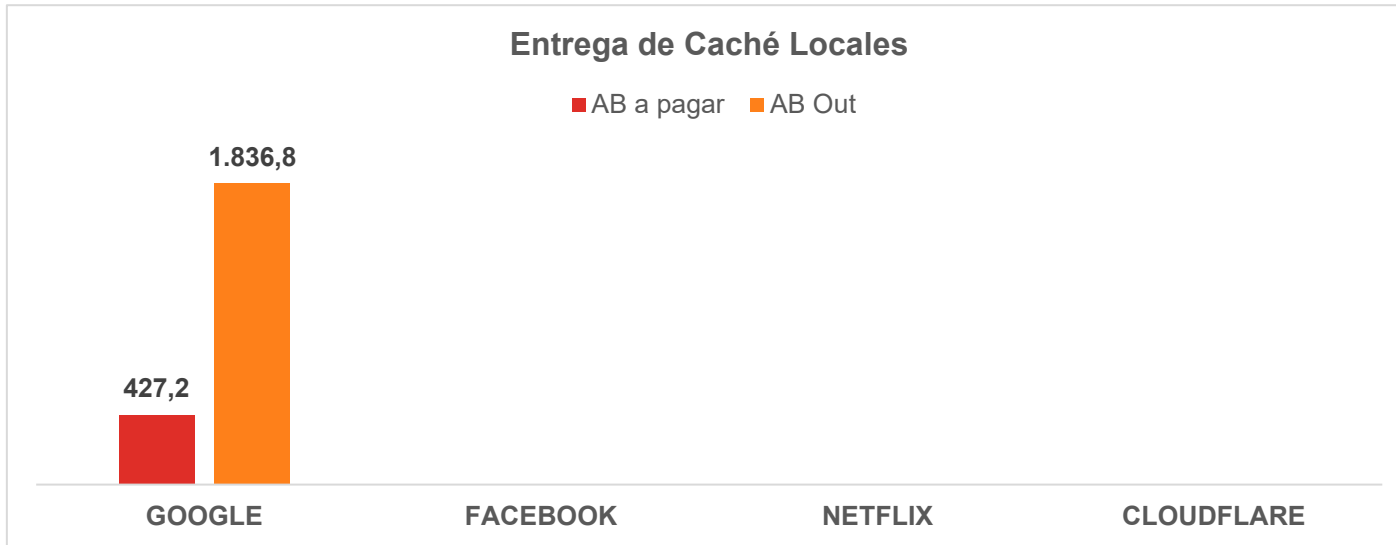 Entrega de Caché Locales
AB a pagar AB Out
1.836,8
427,2
GOOGLE FACEBOOK NETFLIX CLOUDFLARE